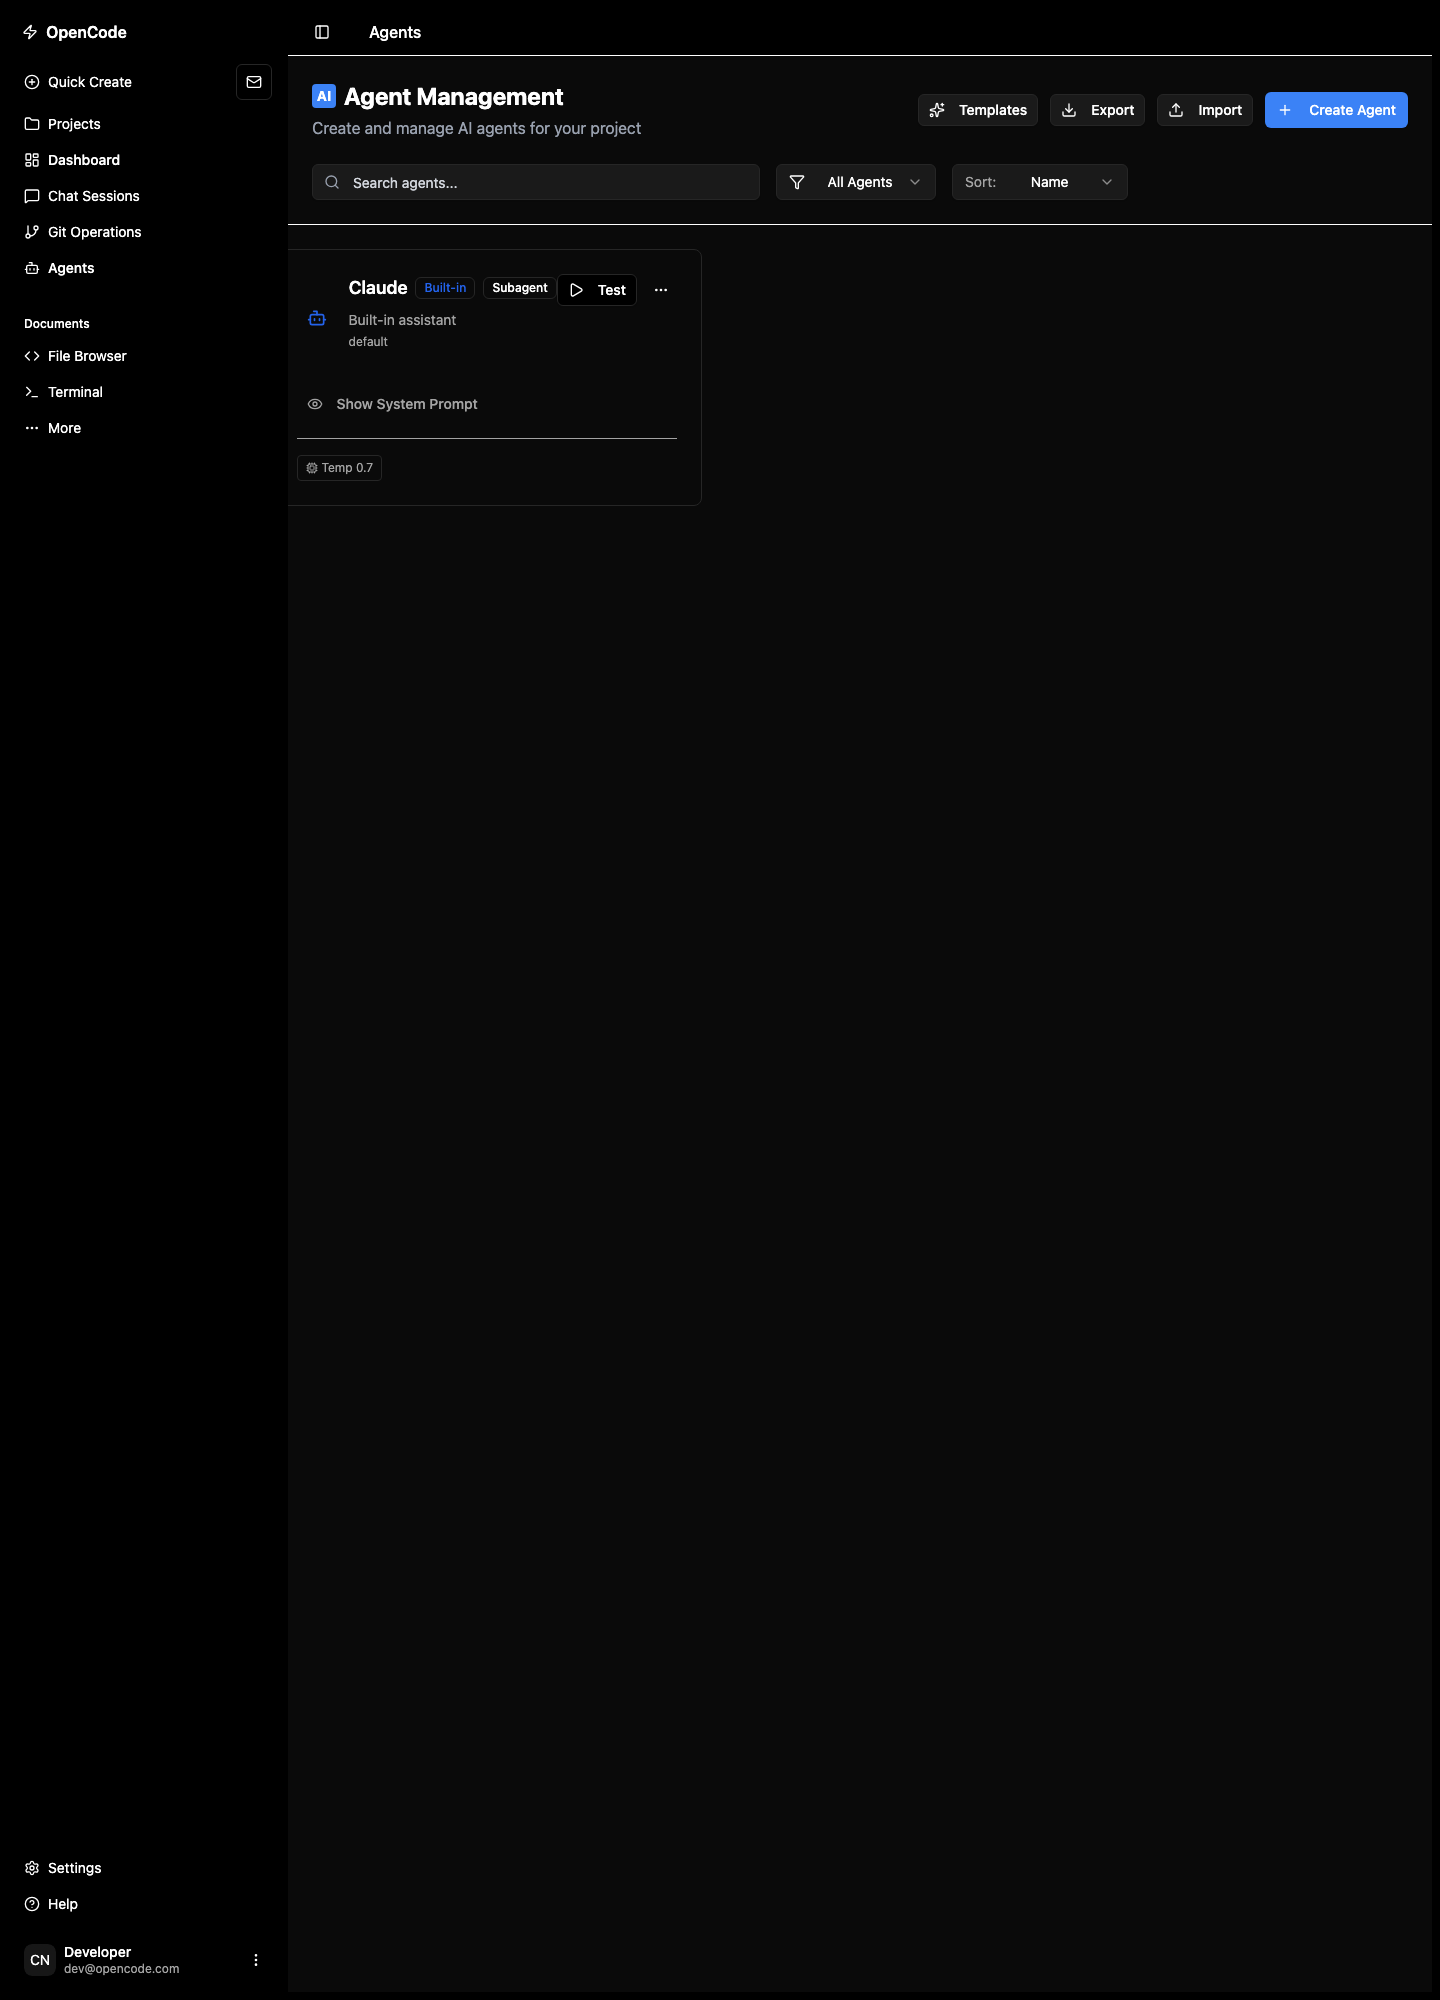 OpenCode
Quick Create
Projects
Dashboard
Chat Sessions
Git Operations
Agents
Documents
File Browser
Terminal
More
Settings
Help
CN
Developer
dev@opencode.com
Agents
AI Agent Management
Create and manage AI agents for your project
Templates
Export
Import
Create Agent
Search agents...
All Agents
Sort: Name
Claude Built-in Subagent Test
Built-in assistant
default
Show System Prompt
Temp 0.7